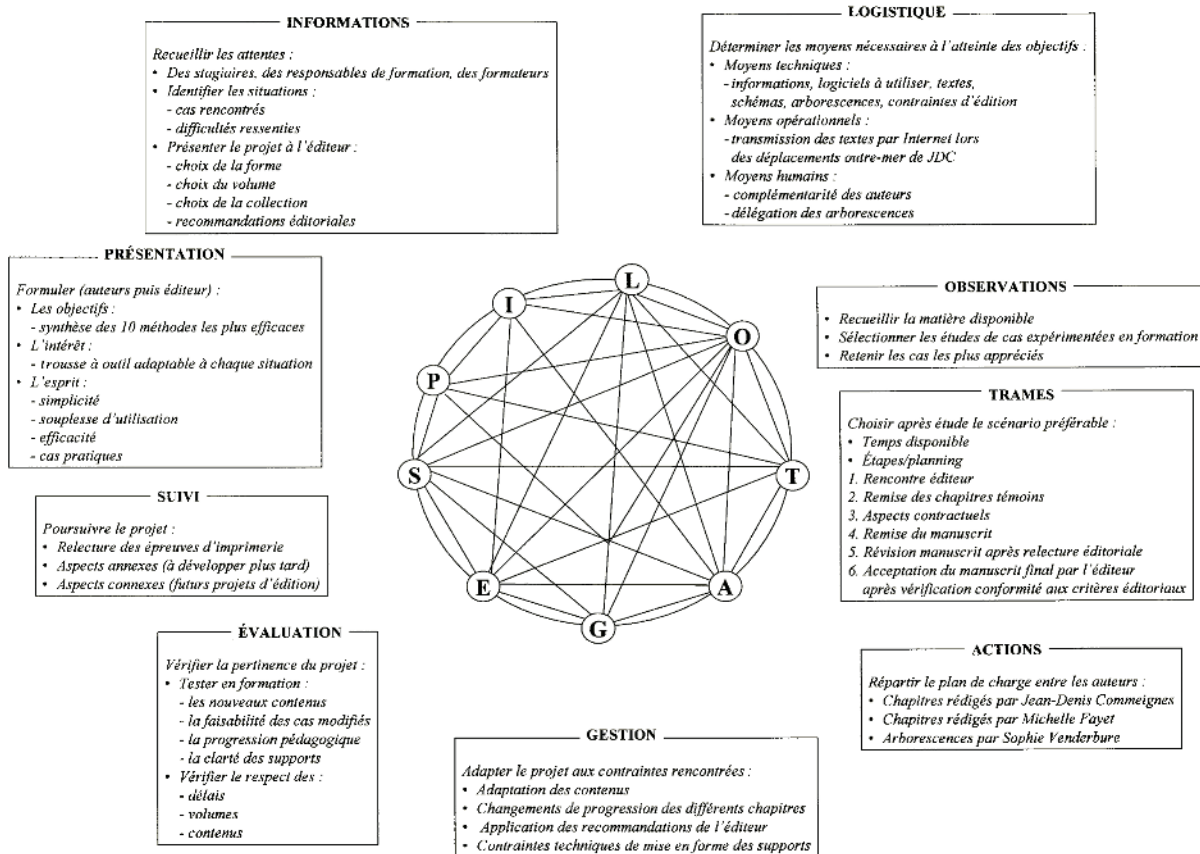 INFORMATIONS
Recueillir les attentes :
• Des stagiaires, des responsables de formation, des formateurs
• Identifier les situations :
- cas rencontrés
- difficultés ressenties
• Présenter le projet à l'éditeur :
- choix de la forme
- choix du volume
- choix de la collection
- recommandations éditoriales
LOGISTIQUE
Déterminer les moyens nécessaires à l'atteinte des objectifs :
• Moyens techniques :
- informations, logiciels à utiliser, textes,
schémas, arborescences, contraintes d'édition
• Moyens opérationnels :
- transmission des textes par Internet lors
des déplacements outre-mer de JDC
• Moyens humains :
- complémentarité des auteurs
- délégation des arborescences
PRÉSENTATION
Formuler (auteurs puis éditeur) :
• Les objectifs :
- synthèse des 10 méthodes les plus efficaces
• L'intérêt :
- trousse à outil adaptable à chaque situation
• L'esprit :
- simplicité
- souplesse d'utilisation
- efficacité
- cas pratiques
L
I
O
P
S
T
E
A
G
OBSERVATIONS
• Recueillir la matière disponible
• Sélectionner les études de cas expérimentées en formation
• Retenir les cas les plus appréciés
TRAMES
Choisir après étude le scénario préférable :
• Temps disponible
• Étapes/planning
1. Rencontre éditeur
2. Remise des chapitres témoins
3. Aspects contractuels
4. Remise du manuscrit
5. Révision manuscrit après relecture éditoriale
6. Acceptation du manuscrit final par l'éditeur
après vérification conformité aux critères éditoriaux
SUIVI
Poursuivre le projet :
• Relecture des épreuves d'imprimerie
• Aspects annexes (à développer plus tard)
• Aspects connexes (futurs projets d'édition)
ÉVALUATION
Vérifier la pertinence du projet :
• Tester en formation :
- les nouveaux contenus
- la faisabilité des cas modifiés
- la progression pédagogique
- la clarté des supports
• Vérifier le respect des :
- délais
- volumes
- contenus
GESTION
Adapter le projet aux contraintes rencontrées :
• Adaptation des contenus
• Changements de progression des différents chapitres
• Application des recommandations de l'éditeur
• Contraintes techniques de mise en forme des supports
ACTIONS
Répartir le plan de charge entre les auteurs :
• Chapitres rédigés par Jean-Denis Commeignes
• Chapitres rédigés par Michelle Fayet
• Arborescences par Sophie Venderbure